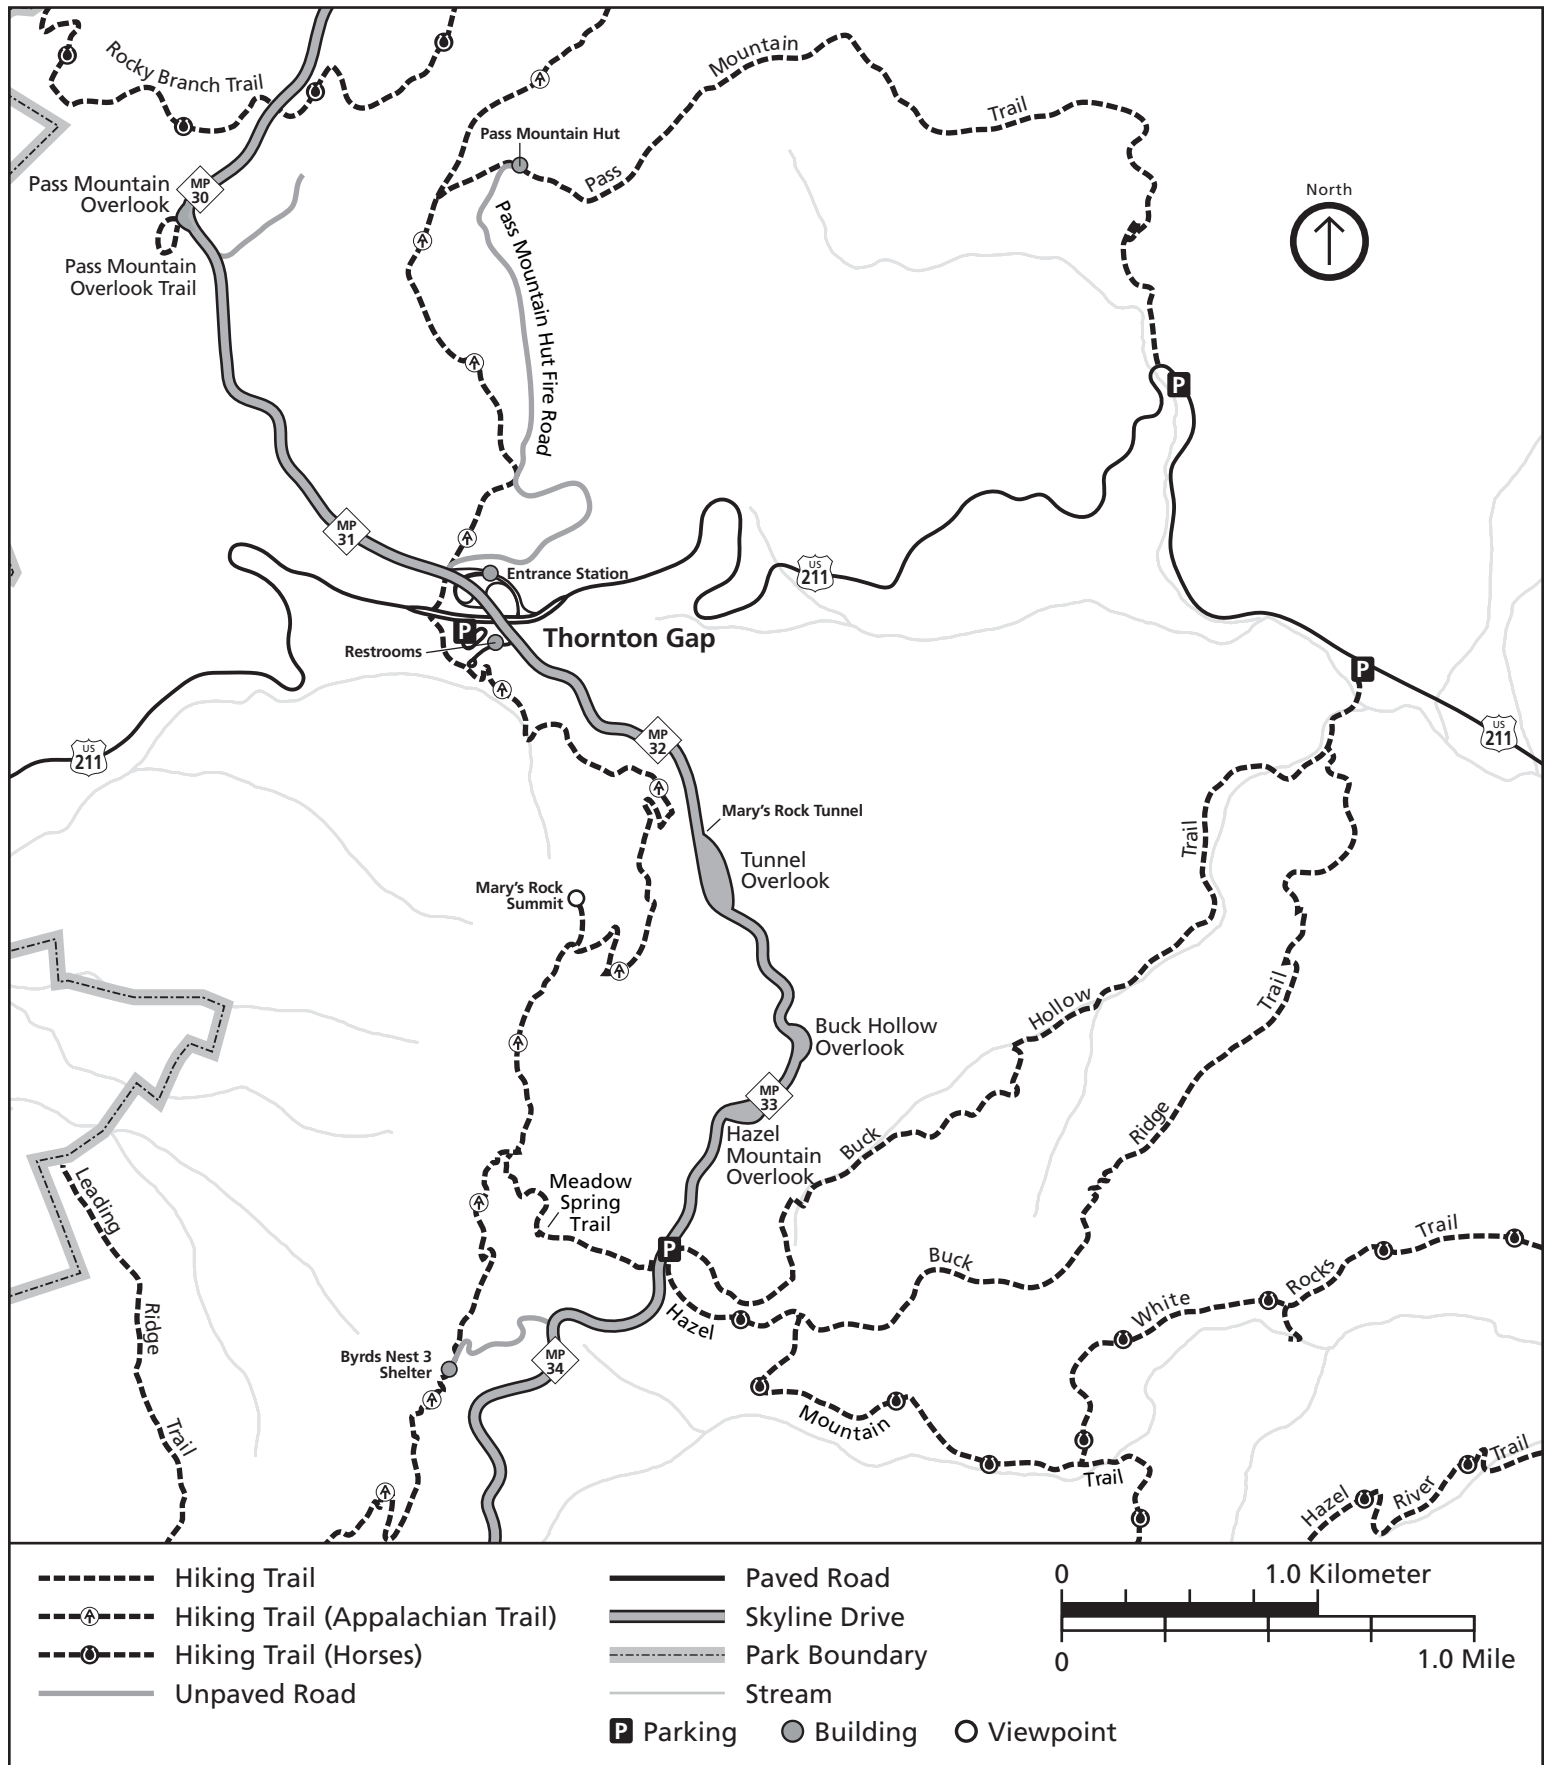 Rocky Branch Trail
Mountain
Trail
Pass
Pass Mountain Hut
MP
30
Pass Mountain
Overlook
Pass Mountain
Overlook Trail
North
Pass Mountain Hut Fire Road
P
MP
31
Entrance Station
US
211
P
Restrooms
Thornton Gap
P
US
211
US
211
MP
32
Mary's Rock Tunnel
Tunnel
Overlook
Trail
Mary's Rock
Summit
Trail
Hollow
Buck Hollow
Overlook
MP
33
Hazel
Mountain
Overlook
Buck
Ridge
Leading
Meadow
Spring
Trail
P
Buck
Trail
Rocks
White
Hazel
Ridge
Byrds Nest 3
Shelter
MP
34
Mountain
Trail
Trail
Hazel
River
Trail
Hiking Trail
Hiking Trail (Appalachian Trail)
Hiking Trail (Horses)
Unpaved Road
Paved Road
Skyline Drive
Park Boundary
Stream
P Parking
Building
Viewpoint
0
1.0 Kilometer
0
1.0 Mile